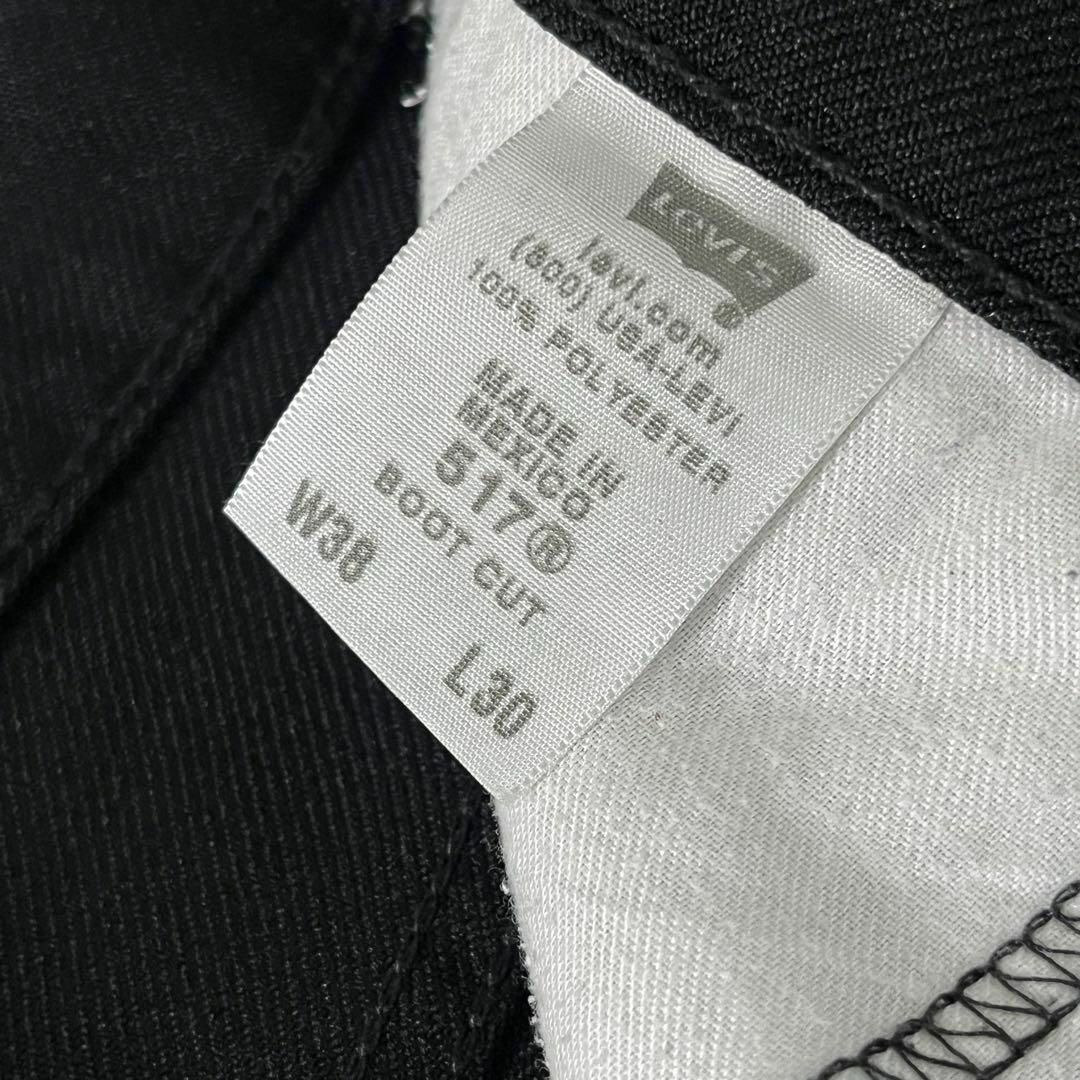 LEVI'S ®
levi.com
(800) USA-LEVI
100% POLYESTER
MADE IN
MEXICO
517®
BOOT CUT
W38 L30